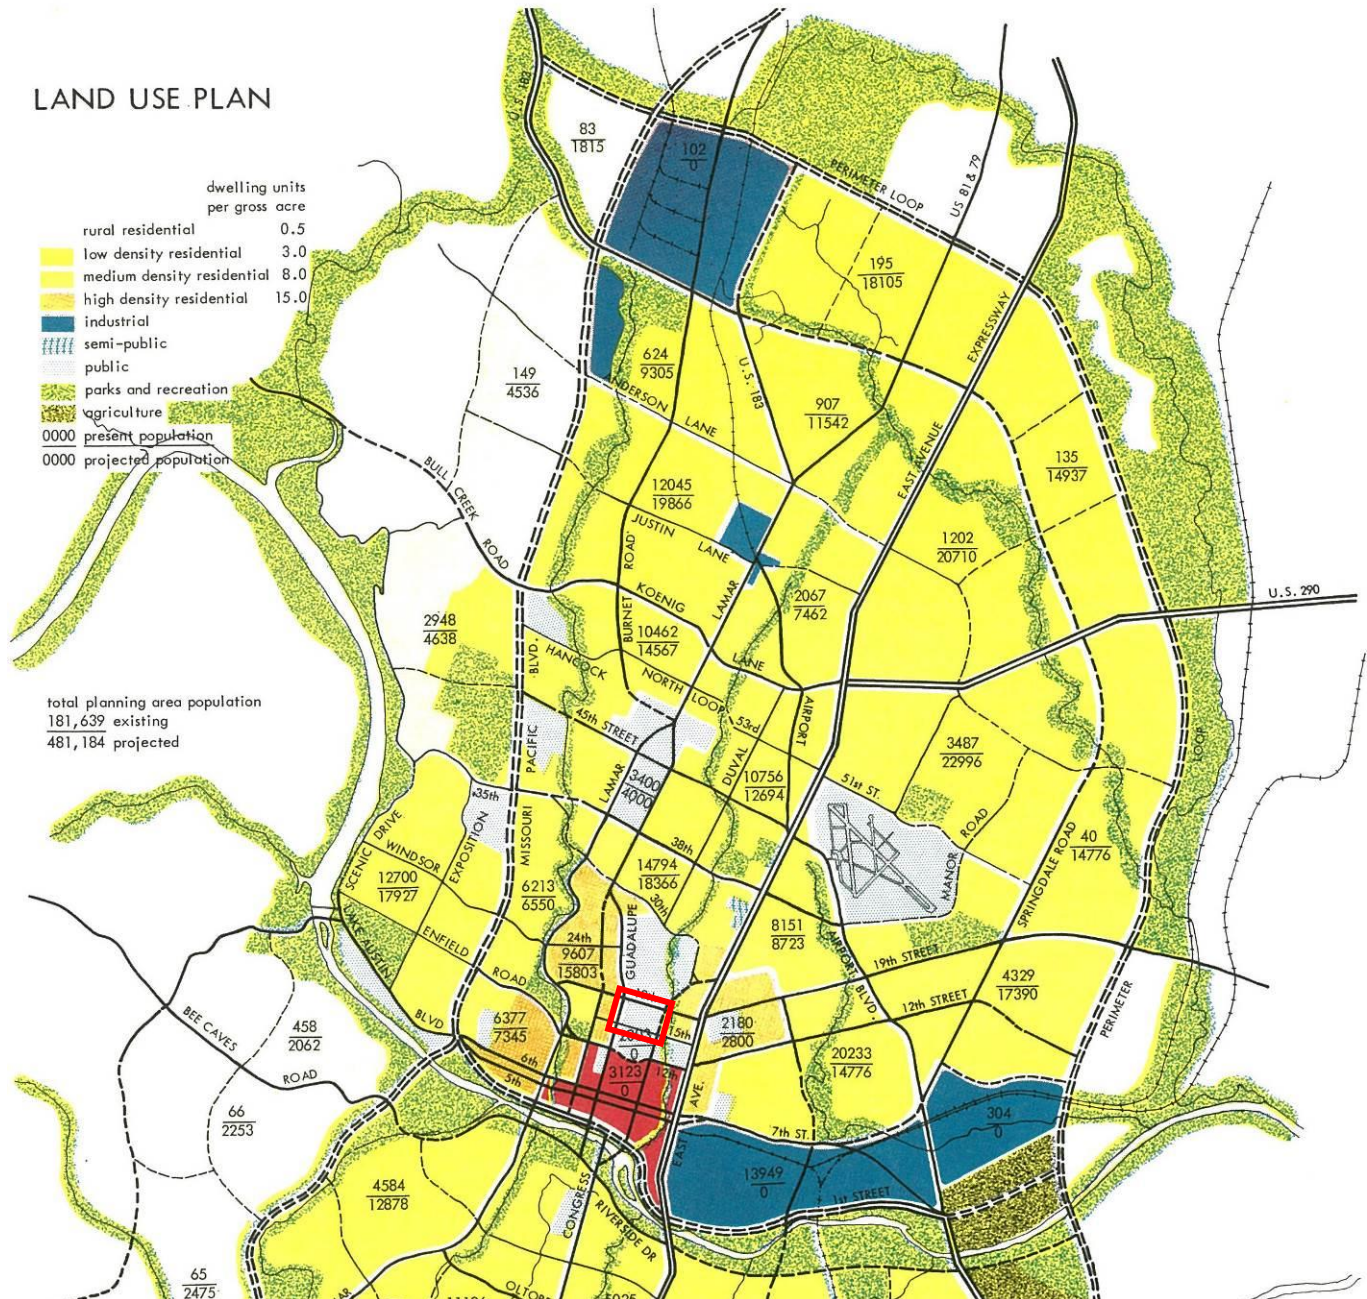 LAND USE PLAN
dwelling units
per gross acre
rural residential 0.5
low density residential 3.0
medium density residential 8.0
high density residential 15.0
industrial
semi-public
public
parks and recreation
agriculture
0000 present population
0000 projected population
total planning area population
181,639 existing
481,184 projected
U.S. 183
83
1815
102
0
PERIMETER LOOP
US 81 & 79
195
18105
EXPRESSWAY
624
9305
U.S. 183
149
4536
ANDERSON LANE
907
11542
EAST AVENUE
135
14937
BULL CREEK ROAD
12045
19866
JUSTIN LANE
1202
20710
BURNET ROAD
KOENIG LANE
LAMAR
2067
7462
U.S. 290
2948
4638
10462
14567
HANCOCK
NORTH LOOP
53rd
BLVD.
PACIFIC
MISSOURI
45th STREET
AIRPORT
DUVAL
LOOP
3487
22996
51st ST.
LAMAR
3400
4000
10756
12694
35th
SCENIC DRIVE
WINDSOR
EXPOSITION
38th
MANOR ROAD
SPRINGDALE ROAD
40
14776
12700
17927
6213
6550
14794
18366
30th
GUADALUPE
LAKE AUSTIN BLVD
ENFIELD ROAD
24th
9607
15803
8151
8723
AIRPORT BLVD.
19th STREET
12th STREET
4329
17390
PERIMETER
BEE CAVES ROAD
458
2062
6377
7345
15th
0
2180
2800
20233
14776
6th
5th
3123
0
12th
AVE.
EAST
66
2253
7th ST.
304
0
13949
0
1st STREET
4584
12878
CONGRESS
RIVERSIDE DR
65
2475